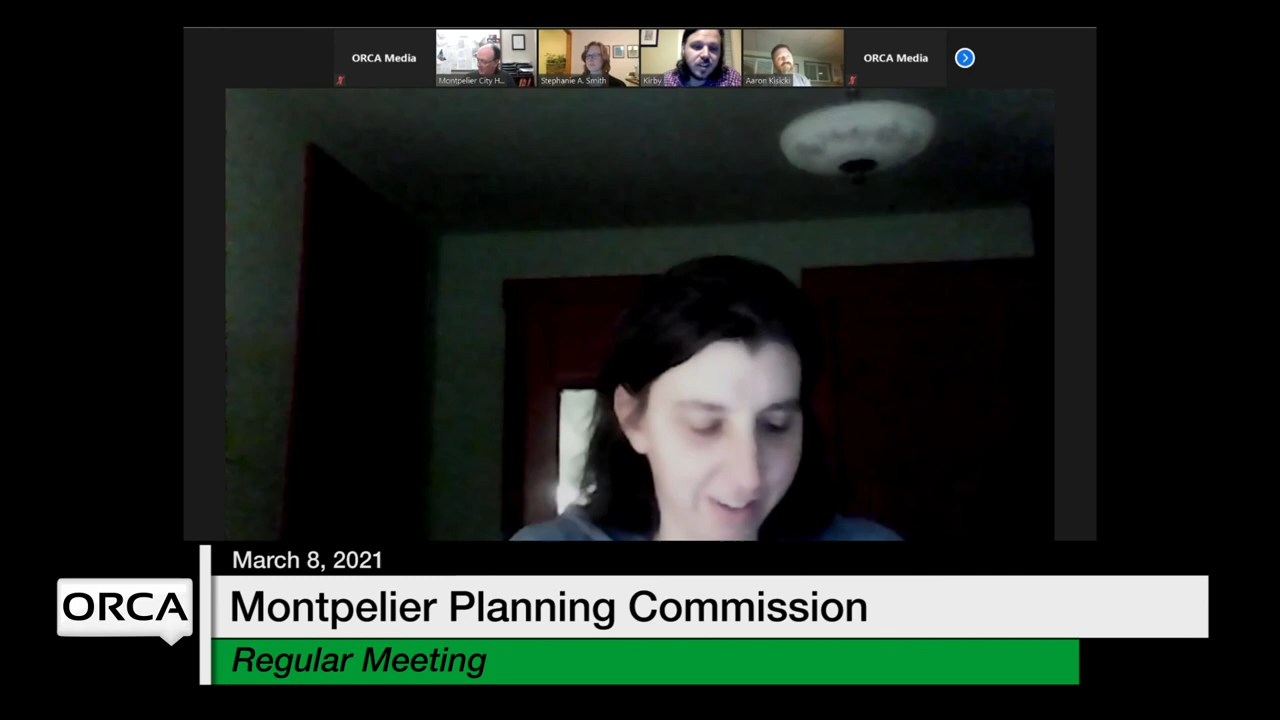 ORCA Media
Montpelier City H...
Stephanie A. Smith
Kirby
Aaron Kisicki
ORCA Media
March 8, 2021
ORCA
Montpelier Planning Commission
Regular Meeting